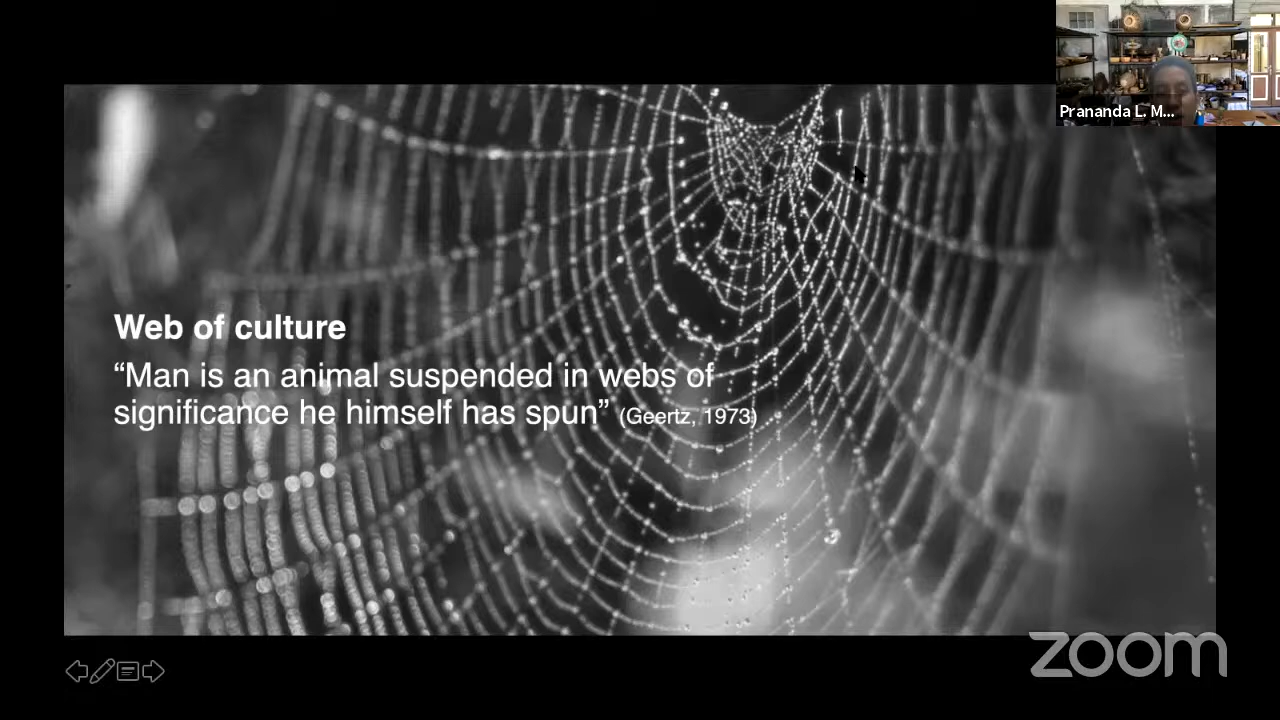 Prananda L. M...
Web of culture
“Man is an animal suspended in webs of
significance he himself has spun” (Geertz, 1973)
zoom